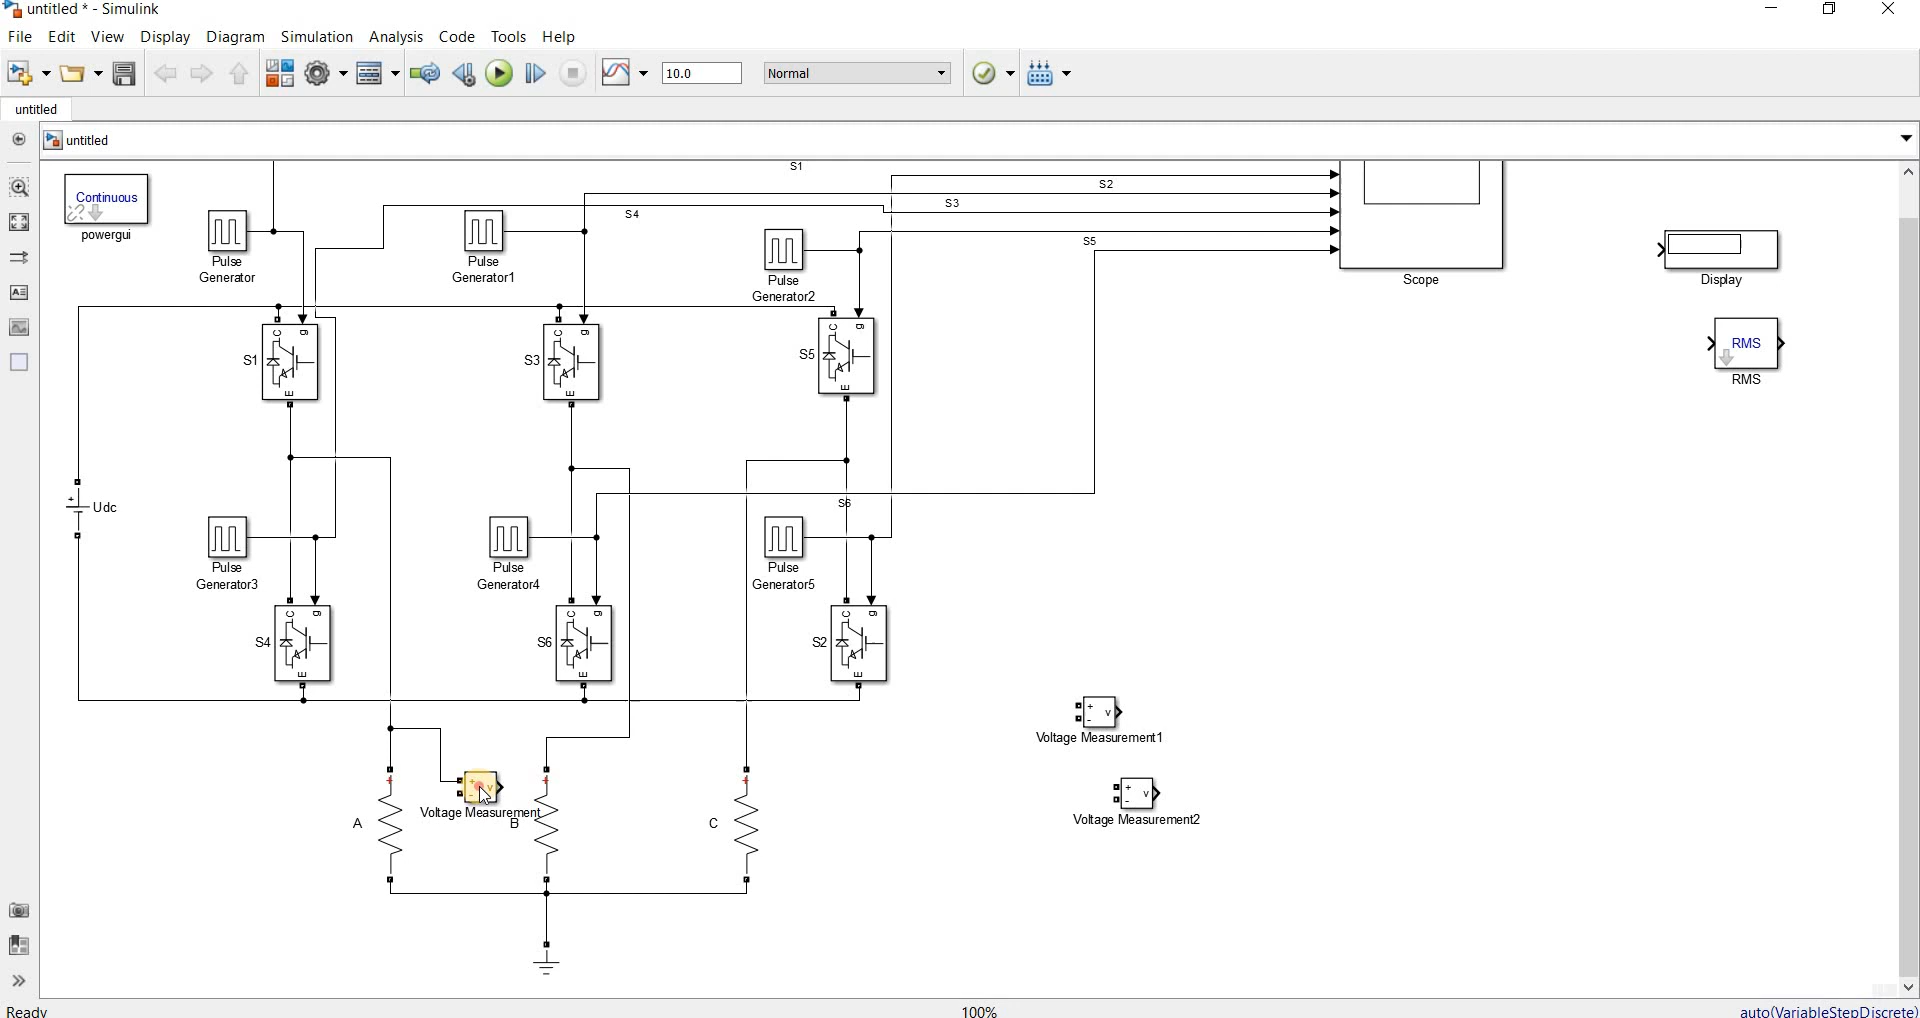 untitled * - Simulink
File Edit View Display Diagram Simulation Analysis Code Tools Help
10.0 Normal
untitled
untitled
S1
Continuous
powergui
S2
S3
S4
S5
Pulse
Generator
Pulse
Generator1
Pulse
Generator2
Scope
Display
C g
S1
E
C g
S3
E
C g
S5
E
RMS
RMS
+
Udc
S6
Pulse
Generator3
Pulse
Generator4
Pulse
Generator5
C g
S4
E
C g
S6
E
C g
S2
E
+
- v
Voltage Measurement1
+
- v
Voltage Measurement
+
- v
Voltage Measurement2
+
A
+
B
+
C
Ready 100% auto(VariableStepDiscrete)